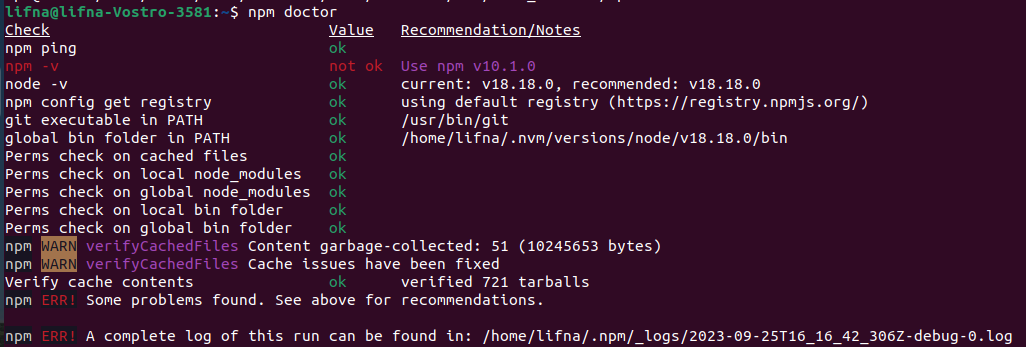 lifna@lifna-Vostro-3581:~$ npm doctor
Check Value Recommendation/Notes
npm ping ok
npm -v not ok Use npm v10.1.0
node -v ok current: v18.18.0, recommended: v18.18.0
npm config get registry ok using default registry (https://registry.npmjs.org/)
git executable in PATH ok /usr/bin/git
global bin folder in PATH ok /home/lifna/.nvm/versions/node/v18.18.0/bin
Perms check on cached files ok
Perms check on local node_modules ok
Perms check on global node_modules ok
Perms check on local bin folder ok
Perms check on global bin folder ok
npm WARN verifyCachedFiles Content garbage-collected: 51 (10245653 bytes)
npm WARN verifyCachedFiles Cache issues have been fixed
Verify cache contents ok verified 721 tarballs
npm ERR! Some problems found. See above for recommendations.
npm ERR! A complete log of this run can be found in: /home/lifna/.npm/_logs/2023-09-25T16_16_42_306Z-debug-0.log